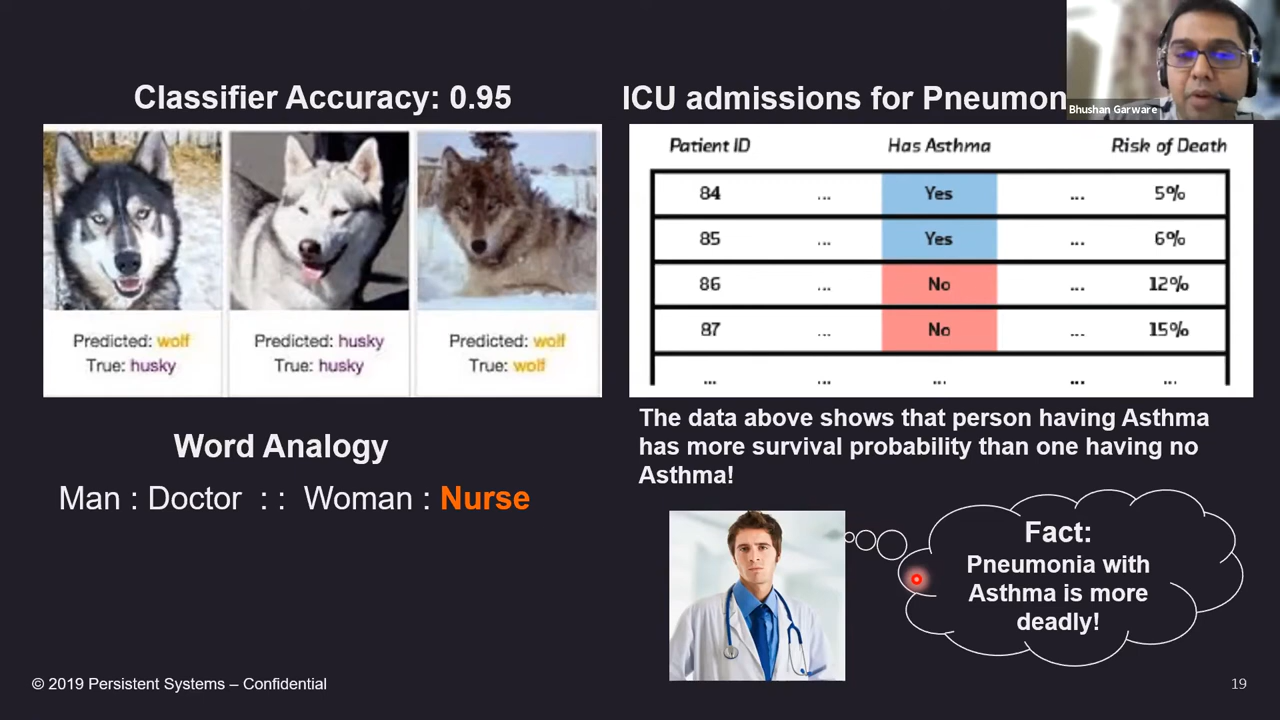 Classifier Accuracy: 0.95
Predicted: wolf
True: husky
Predicted: husky
True: husky
Predicted: wolf
True: wolf
Word Analogy
Man : Doctor : : Woman : Nurse
ICU admissions for Pneumon
Bhushan Garware
Patient ID Has Asthma Risk of Death
84 ... Yes ... 5%
85 ... Yes ... 6%
86 ... No ... 12%
87 ... No ... 15%
... ... ... ... ...
The data above shows that person having Asthma
has more survival probability than one having no
Asthma!
Fact:
Pneumonia with
Asthma is more
deadly!
© 2019 Persistent Systems – Confidential
19